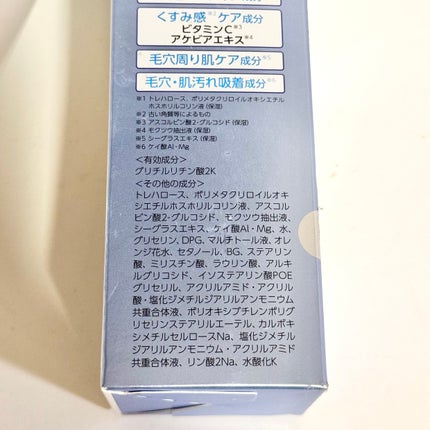 くすみ感※2ケア成分
ビタミンC※3
アケビアエキス※4
毛穴周り肌ケア成分※5
毛穴・肌汚れ吸着成分※6
※1 トレハロース、ポリメタクリロイルオキシエチル
ホスホリルコリン液（保湿）
※2 古い角質等によるもの
※3 アスコルビン酸2-グルコシド（保湿）
※4 モクツウ抽出液（保湿）
※5 シーグラスエキス（保湿）
※6 ケイ酸Al・Mg
<有効成分>
グリチルリチン酸2K
<その他の成分>
トレハロース、ポリメタクリロイルオキ
シエチルホスホリルコリン液、アスコル
ビン酸2-グルコシド、モクツウ抽出液、
シーグラスエキス、ケイ酸Al・Mg、水、
グリセリン、DPG、マルチトール液、オレ
ンジ花水、セタノール、BG、ステアリン
酸、ミリスチン酸、ラウリン酸、アルキ
ルグリコシド、イソステアリン酸POE
グリセリル、アクリルアミド・アクリル
酸・塩化ジメチルジアリルアンモニウム
共重合体液、ポリオキシブチレンポリグ
リセリンステアリルエーテル、カルボキ
シメチルセルロースNa、塩化ジメチル
ジアリルアンモニウム・アクリルアミド
共重合体液、リン酸2Na、水酸化K